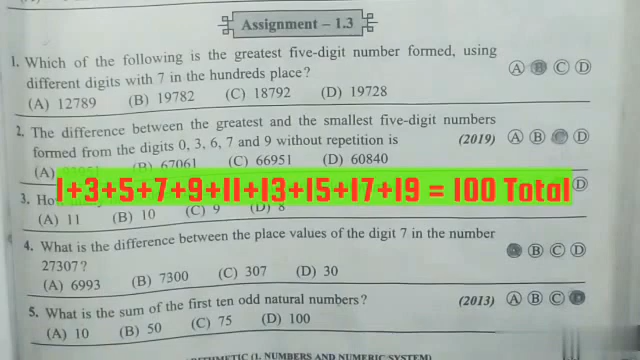 Assignment – 1.3
1. Which of the following is the greatest five-digit number formed, using
different digits with 7 in the hundreds place?
Ⓐ Ⓒ Ⓓ
(A) 12789 (B) 19782 (C) 18792 (D) 19728
2. The difference between the greatest and the smallest five-digit numbers
formed from the digits 0, 3, 6, 7 and 9 without repetition is (2019) Ⓐ Ⓑ Ⓓ
(A) (B) 67061 (C) 66951 (D) 60840
1+3+5+7+9+11+13+15+17+19 = 100 Total
Ⓓ
3.
(A) 11 (B) 10 (C) 9 (D) 8
4. What is the difference between the place values of the digit 7 in the number
27307?
Ⓑ Ⓒ Ⓓ
(A) 6993 (B) 7300 (C) 307 (D) 30
5. What is the sum of the first ten odd natural numbers? (2013) Ⓐ Ⓑ Ⓒ
(A) 10 (B) 50 (C) 75 (D) 100
NUMBERS AND NUMERIC SYSTEM)